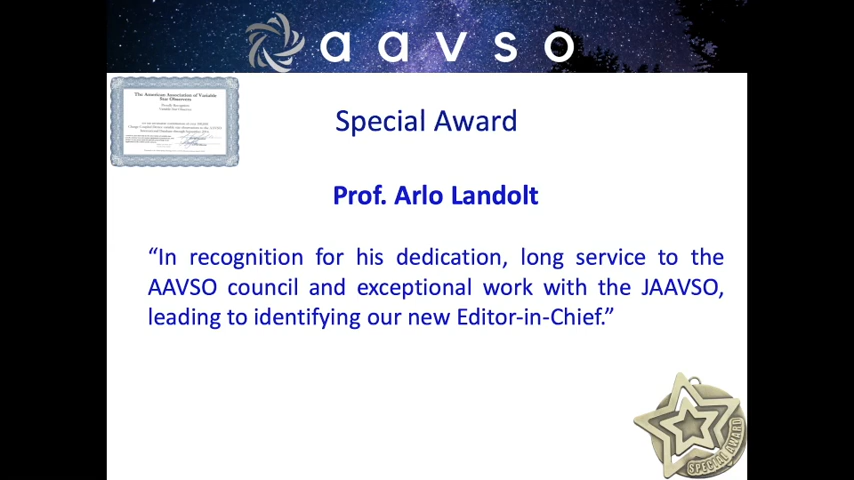 aavso
The American Association of Variable
Star Observers
Special Award
Prof. Arlo Landolt
“In recognition for his dedication, long service to the
AAVSO council and exceptional work with the JAAVSO,
leading to identifying our new Editor-in-Chief.”
SPECIAL AWARD